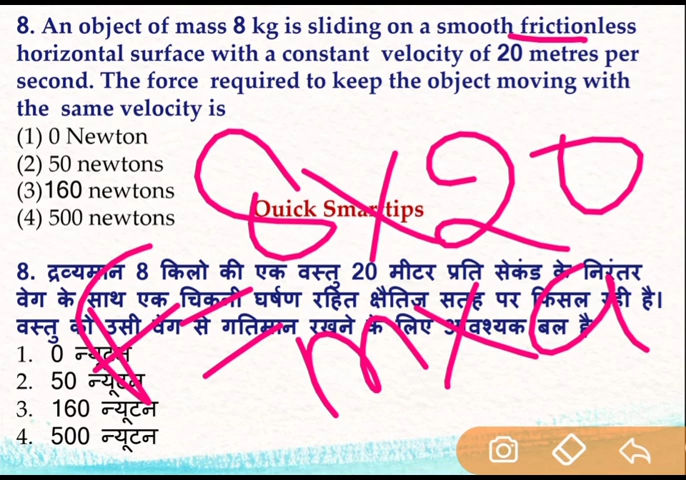 8. An object of mass 8 kg is sliding on a smooth frictionless
horizontal surface with a constant velocity of 20 metres per
second. The force required to keep the object moving with
the same velocity is
(1) 0 Newton
(2) 50 newtons
(3)160 newtons
(4) 500 newtons
8×20
Quick Smart tips
8. द्रव्यमान 8 किलो की एक वस्तु 20 मीटर प्रति सेकंड के निरंतर
वेग के साथ एक चिकनी घर्षण रहित क्षैतिज सतह पर फिसल रही है।
वस्तु को उसी वेग से गतिमान रखने के लिए आवश्यक बल है
F=m×a
1. 0 न्यूटन
2. 50 न्यूटन
3. 160 न्यूटन
4. 500 न्यूटन